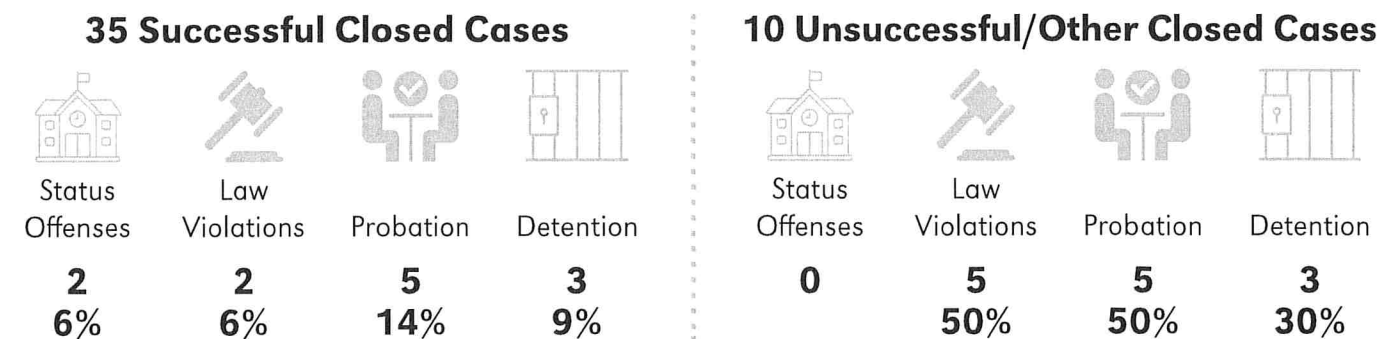 35 Successful Closed Cases
Status
Offenses
Law
Violations
Probation
Detention
2
2
5
3
6%
6%
14%
9%
10 Unsuccessful/Other Closed Cases
Status
Offenses
Law
Violations
Probation
Detention
0
5
5
3
50%
50%
30%